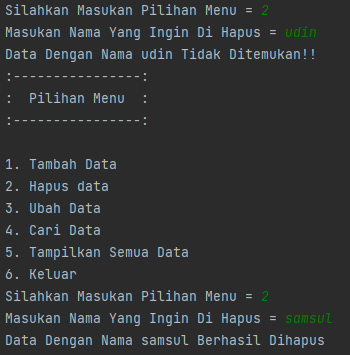 Silahkan Masukan Pilihan Menu = 2
Masukan Nama Yang Ingin Di Hapus = udin
Data Dengan Nama udin Tidak Ditemukan!!
:----------------:
:  Pilihan Menu  :
:----------------:

1. Tambah Data
2. Hapus data
3. Ubah Data
4. Cari Data
5. Tampilkan Semua Data
6. Keluar
Silahkan Masukan Pilihan Menu = 2
Masukan Nama Yang Ingin Di Hapus = samsul
Data Dengan Nama samsul Berhasil Dihapus